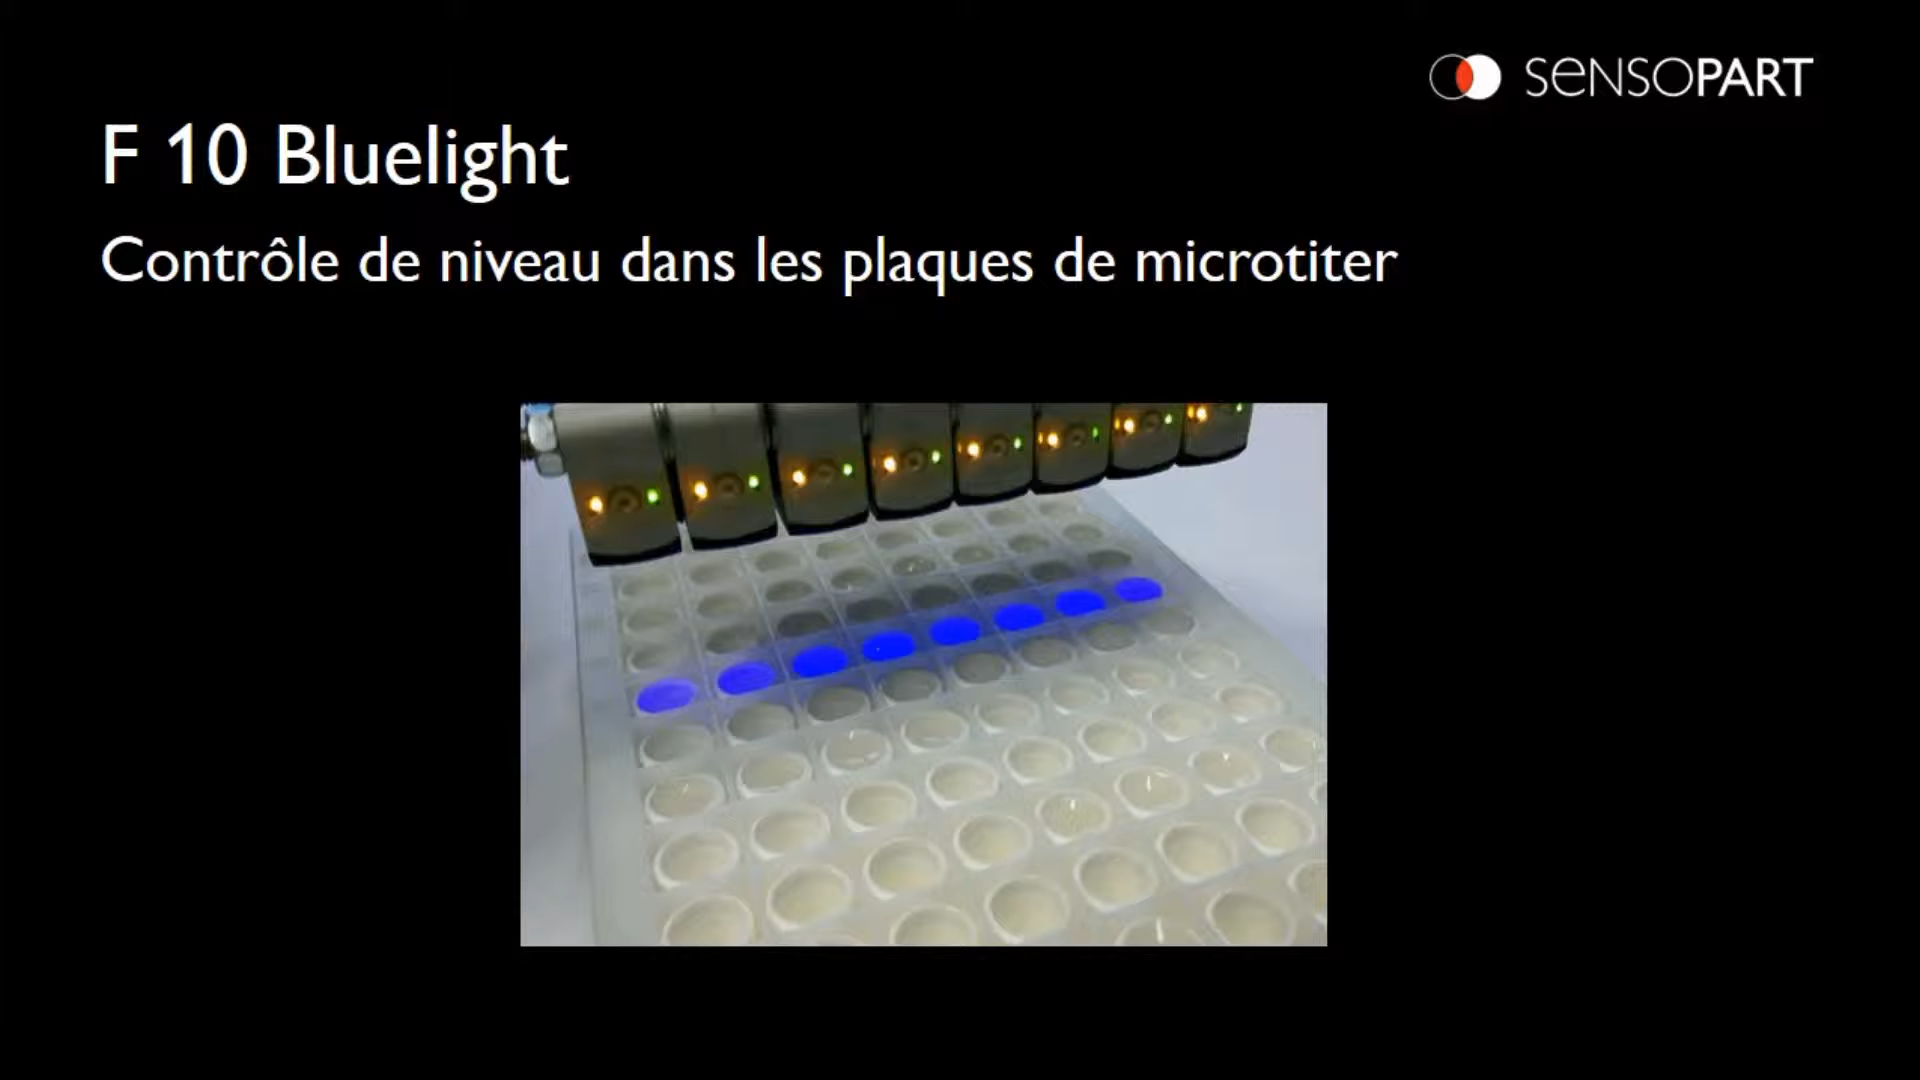 SENSOPART
F 10 Bluelight
Contrôle de niveau dans les plaques de microtiter